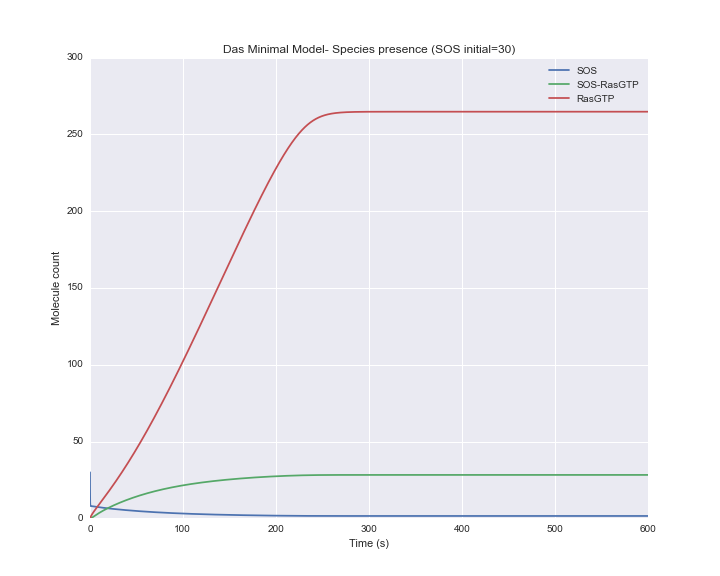 Das Minimal Model- Species presence (SOS initial=30)
300
250
200
150
100
50
0
Molecule count
SOS
SOS-RasGTP
RasGTP
0 100 200 300 400 500 600
Time (s)